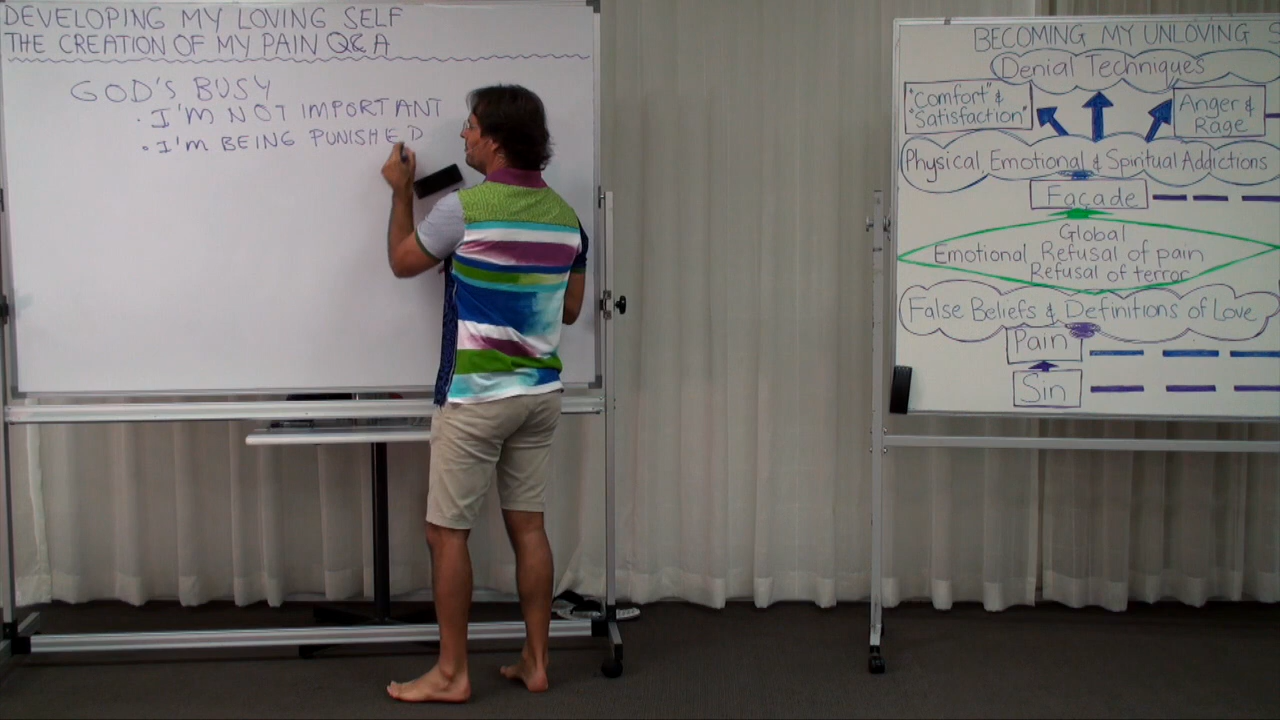 DEVELOPING MY LOVING SELF
THE CREATION OF MY PAIN Q&A
GOD'S BUSY
· I'M NOT IMPORTANT
· I'M BEING PUNISHED
BECOMING MY UNLOVING S
Denial Techniques
"Comfort" &
"Satisfaction"
Anger &
Rage
Physical, Emotional & Spiritual Addictions
Façade
Global
Emotional Refusal of pain
Refusal of terror
False Beliefs & Definitions of Love
Pain
Sin